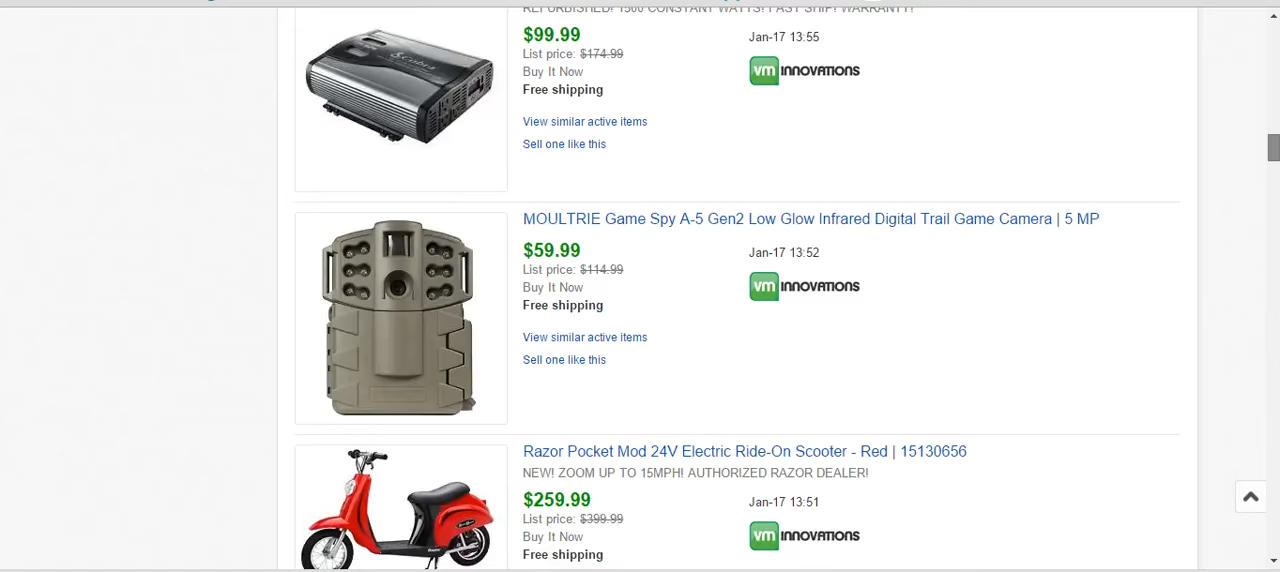 REFURBISHED! 1500 CONSTANT WATTS! FAST SHIP! WARRANTY!
$99.99
Jan-17 13:55
List price: $174.99
vm INNOVATIONS
Buy It Now
Free shipping
View similar active items
Sell one like this
Cobra
MOULTRIE Game Spy A-5 Gen2 Low Glow Infrared Digital Trail Game Camera | 5 MP
$59.99
Jan-17 13:52
List price: $114.99
vm INNOVATIONS
Buy It Now
Free shipping
View similar active items
Sell one like this
Razor Pocket Mod 24V Electric Ride-On Scooter - Red | 15130656
NEW! ZOOM UP TO 15MPH! AUTHORIZED RAZOR DEALER!
$259.99
Jan-17 13:51
List price: $399.99
vm INNOVATIONS
Buy It Now
Free shipping